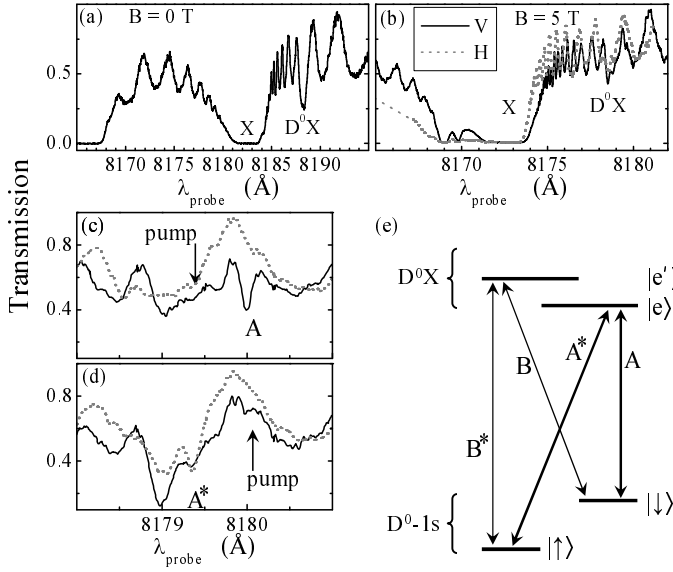 (a) B = 0 T
X
D⁰X
0.5
0.0
8170 8175 8180 8185 8190
λprobe (Å)
(b) B = 5 T
V
H
X
D⁰X
8170 8175 8180
λprobe (Å)
Transmission
(c)
pump
A
0.8
0.4
(d)
A*
pump
0.8
0.4
8179 8180
λprobe (Å)
(e)
D⁰X
|e'⟩
|e⟩
B*
B
A*
A
D⁰-1s
|↓⟩
|↑⟩